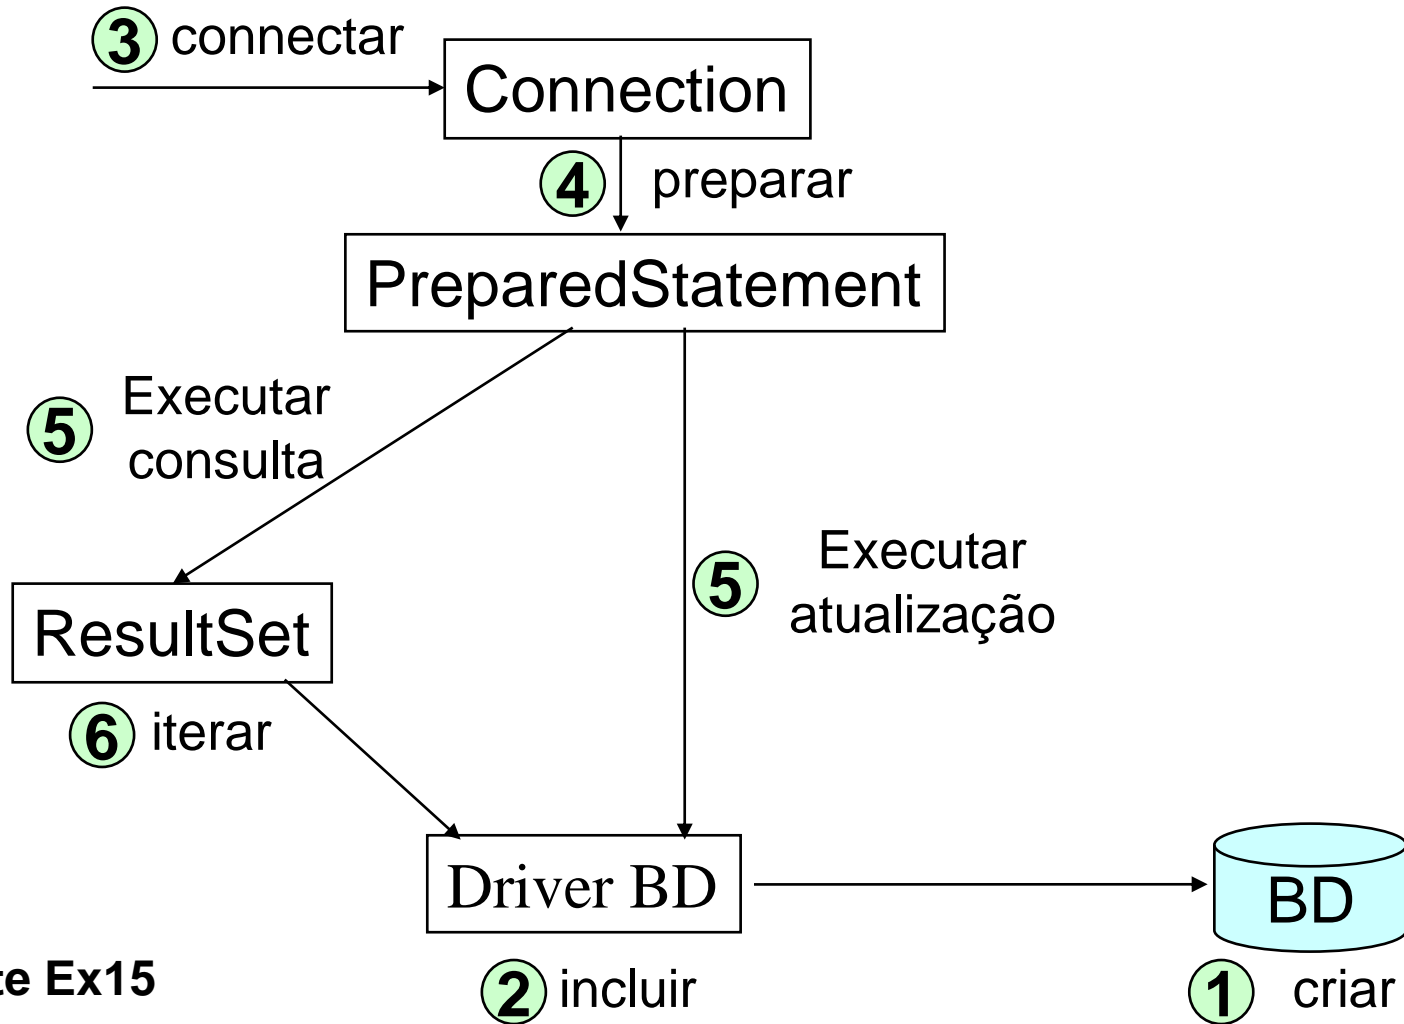 3 connectar
Connection
4 preparar
PreparedStatement
Executar
5
consulta
Executar
5
atualização
ResultSet
6 iterar
Driver BD
BD
Ex15
2 incluir
1 criar